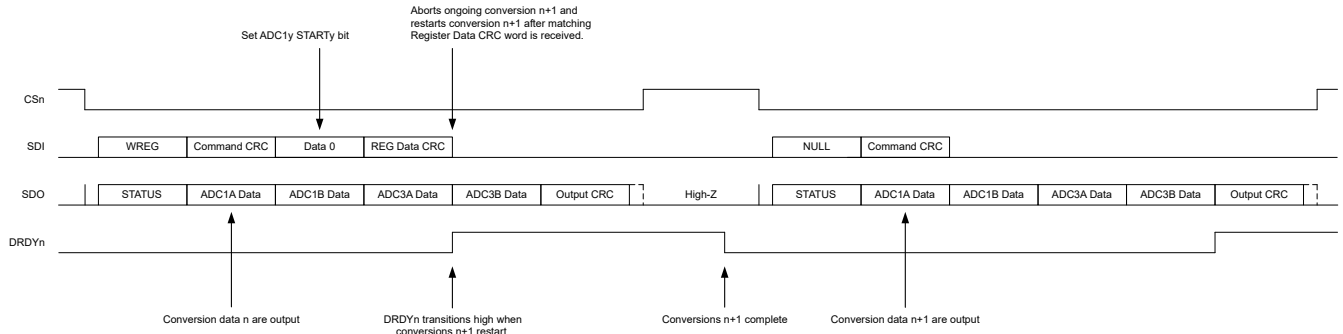 Aborts ongoing conversion n+1 and
restarts conversion n+1 after matching
Register Data CRC word is received.
Set ADC1y STARTy bit
CSn
SDI WREG Command CRC Data 0 REG Data CRC NULL Command CRC
SDO STATUS ADC1A Data ADC1B Data ADC3A Data ADC3B Data Output CRC High-Z STATUS ADC1A Data ADC1B Data ADC3A Data ADC3B Data Output CRC
DRDYn
Conversion data n are output
DRDYn transitions high when
conversions n+1 restart
Conversions n+1 complete
Conversion data n+1 are output